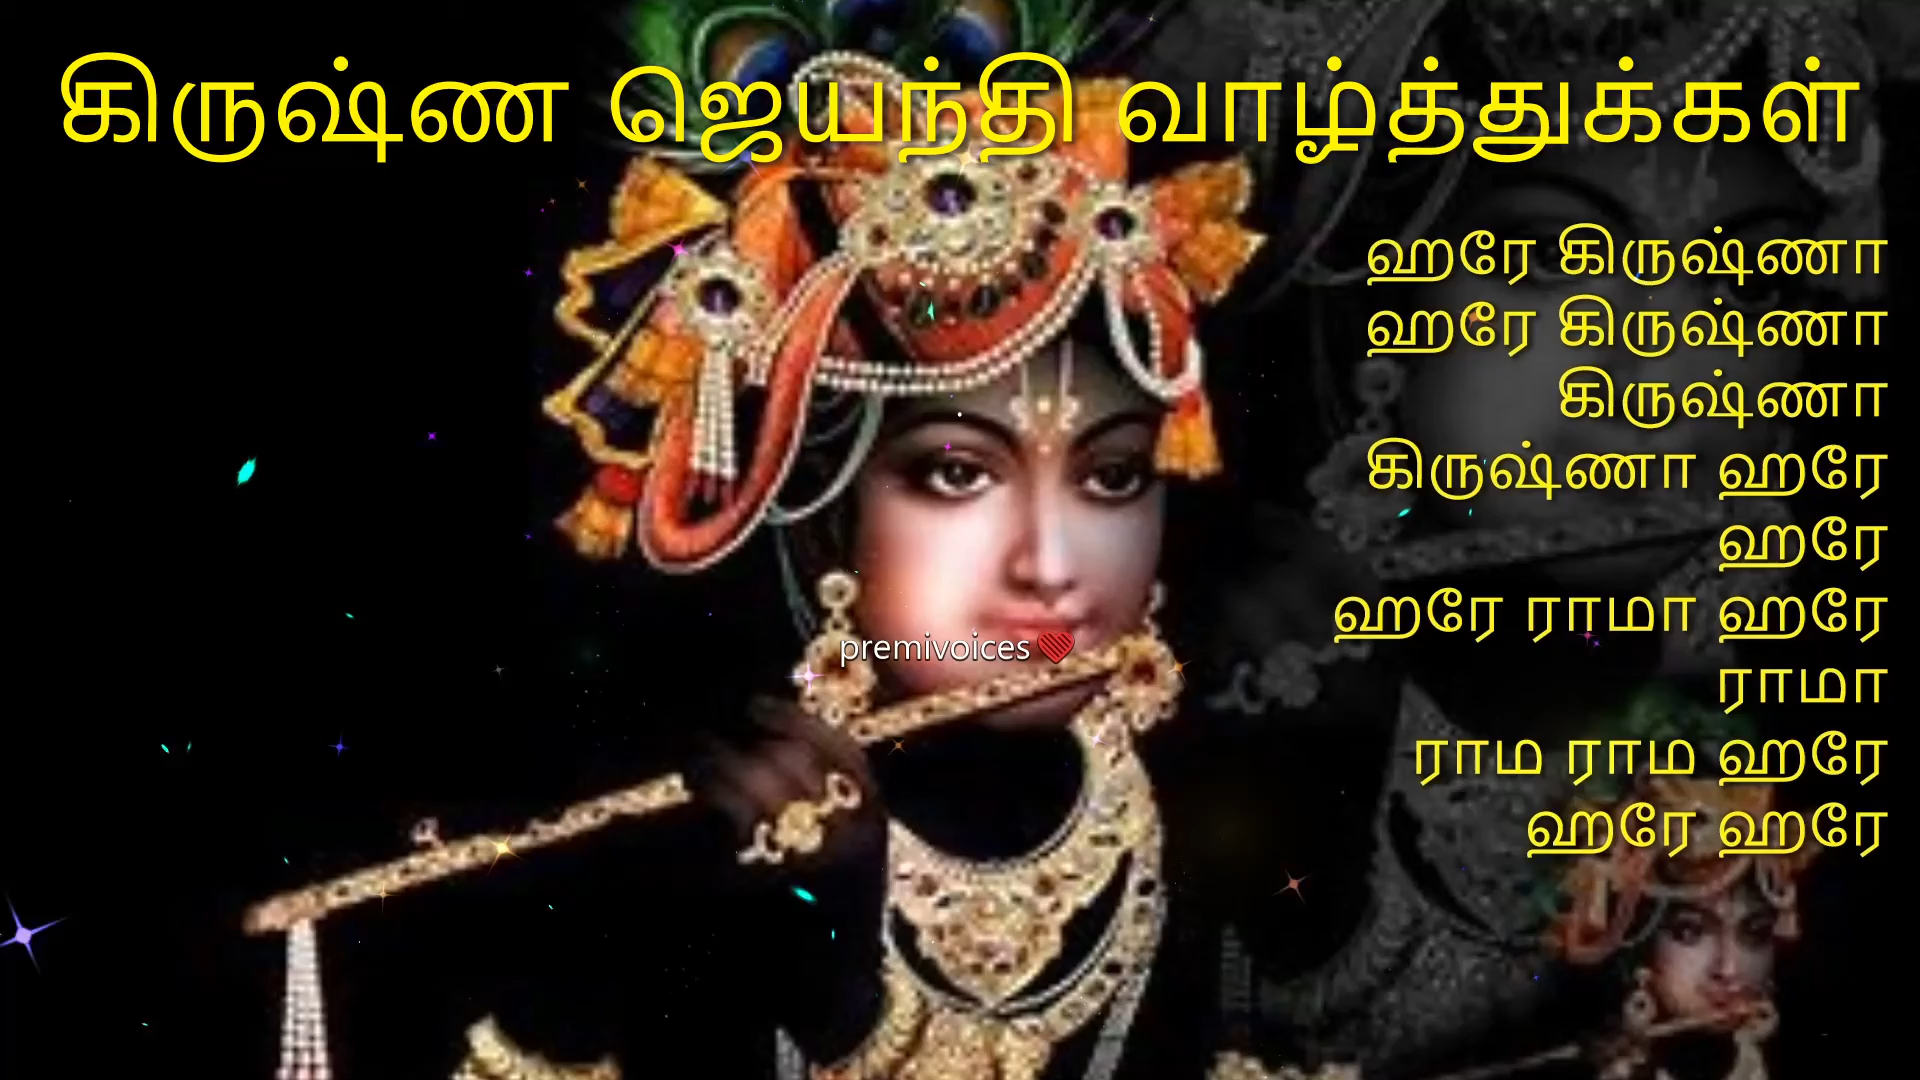 கிருஷ்ண ஜெயந்தி வாழ்த்துக்கள்
ஹரே கிருஷ்ணா
ஹரே கிருஷ்ணா
கிருஷ்ணா
கிருஷ்ணா ஹரே
ஹரே
ஹரே ராமா ஹரே
ராமா
ராம ராம ஹரே
ஹரே ஹரே
premivoices